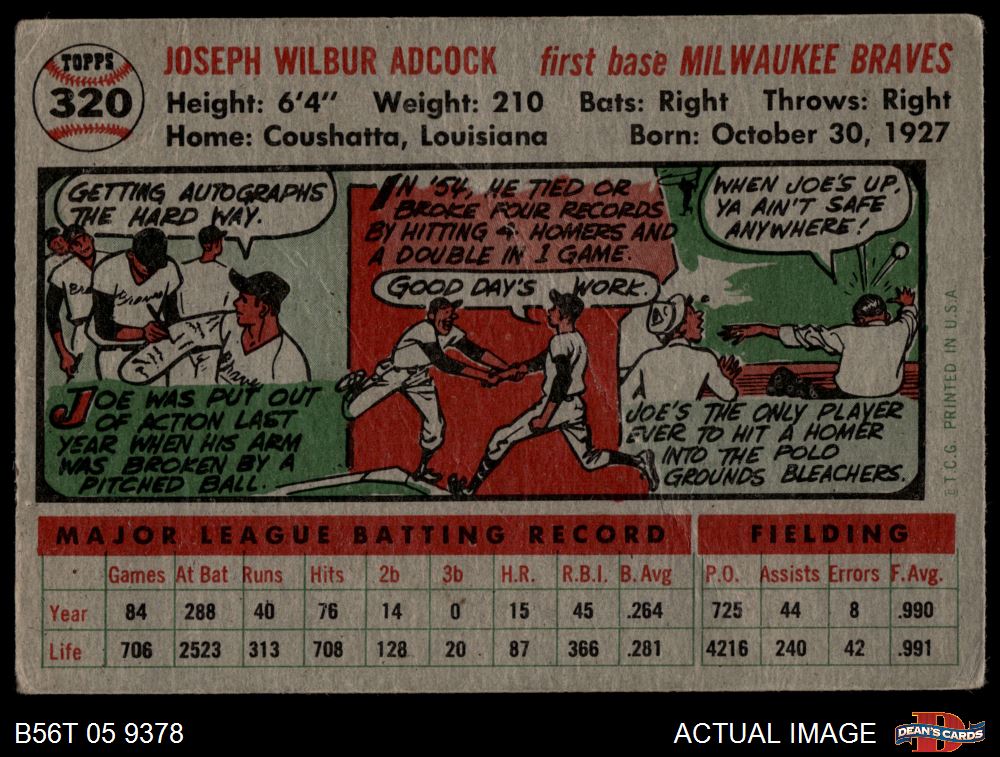 TOPPS
320
JOSEPH WILBUR ADCOCK first base MILWAUKEE BRAVES
Height: 6'4" Weight: 210 Bats: Right Throws: Right
Home: Coushatta, Louisiana Born: October 30, 1927
GETTING AUTOGRAPHS
THE HARD WAY.
Braves
JOE WAS PUT OUT
OF ACTION LAST
YEAR WHEN HIS ARM
WAS BROKEN BY A
PITCHED BALL.
IN '54, HE TIED OR
BROKE FOUR RECORDS
BY HITTING 4 HOMERS AND
A DOUBLE IN 1 GAME.
GOOD DAY'S WORK.
WHEN JOE'S UP,
YA AIN'T SAFE
ANYWHERE!
JOE'S THE ONLY PLAYER
EVER TO HIT A HOMER
INTO THE POLO
GROUNDS BLEACHERS.
© T.C.G. PRINTED IN U.S.A.
MAJOR LEAGUE BATTING RECORD FIELDING
Games At Bat Runs Hits 2b 3b H.R. R.B.I. B. Avg P.O. Assists Errors F. Avg.
Year 84 288 40 76 14 0 15 45 .264 725 44 8 .990
Life 706 2523 313 708 128 20 87 366 .281 4216 240 42 .991
B56T 05 9378 ACTUAL IMAGE D DEAN'S CARDS